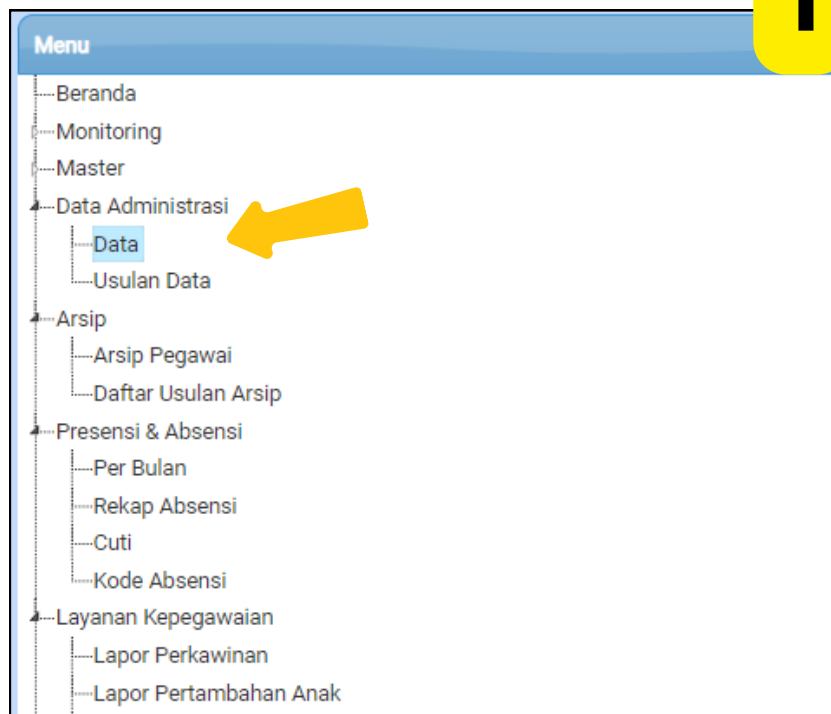 Menu
Beranda
Monitoring
Master
Data Administrasi
Data
Usulan Data
Arsip
Arsip Pegawai
Daftar Usulan Arsip
Presensi & Absensi
Per Bulan
Rekap Absensi
Cuti
Kode Absensi
Layanan Kepegawaian
Lapor Perkawinan
Lapor Pertambahan Anak